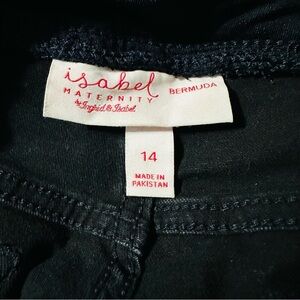 isabel
MATERNITY
by Ingrid & Isabel
BERMUDA
14
MADE IN
PAKISTAN